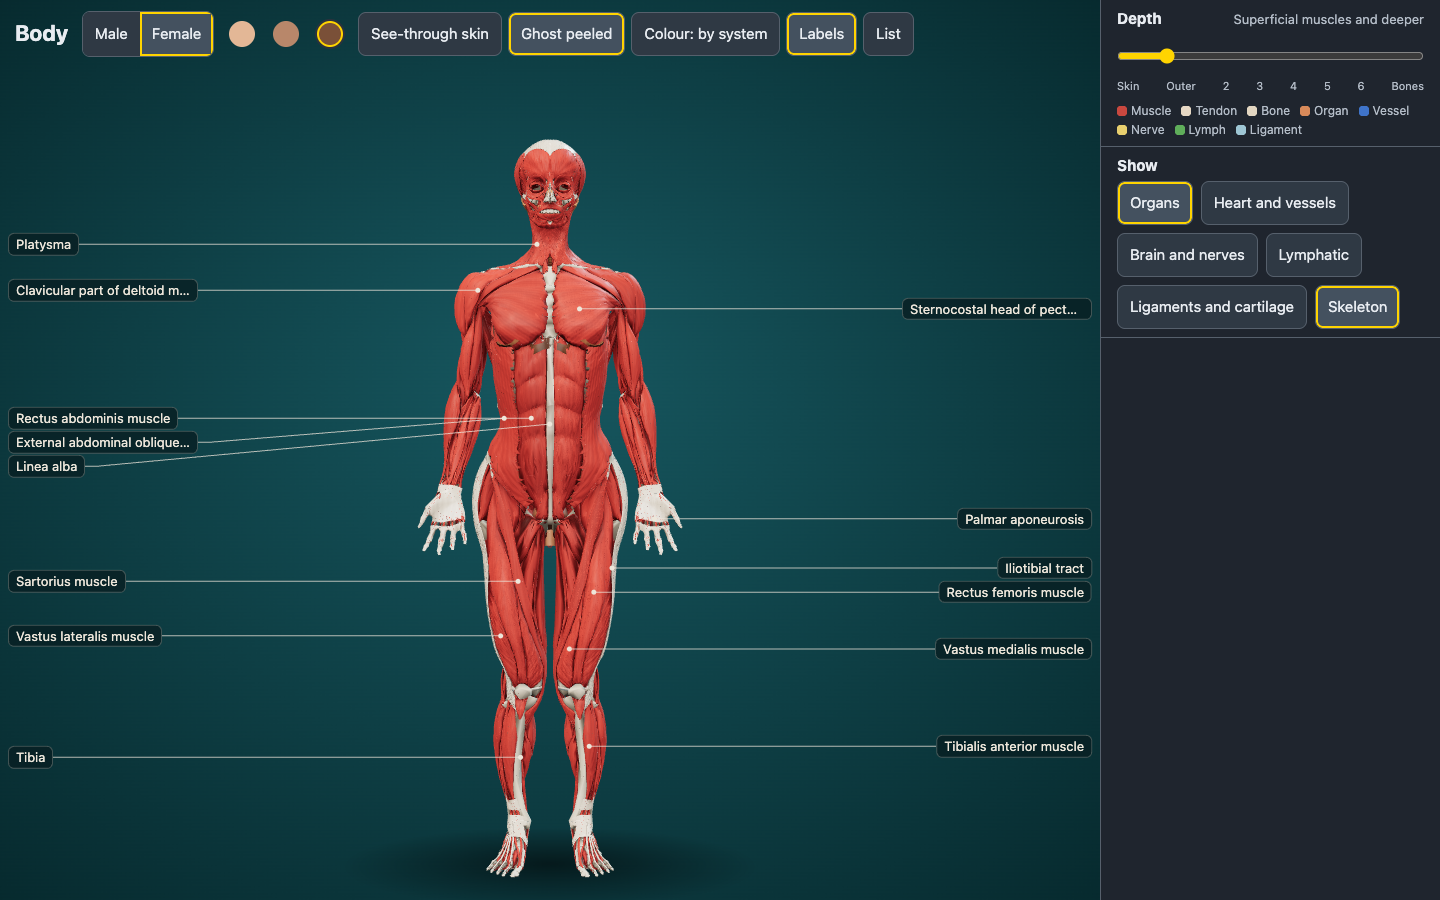 Body
Male
Female
See-through skin
Ghost peeled
Colour: by system
Labels
List
Depth
Superficial muscles and deeper
Skin
Outer
2
3
4
5
6
Bones
Muscle
Tendon
Bone
Organ
Vessel
Nerve
Lymph
Ligament
Show
Organs
Heart and vessels
Brain and nerves
Lymphatic
Ligaments and cartilage
Skeleton
Platysma
Clavicular part of deltoid m...
Sternocostal head of pect...
Rectus abdominis muscle
External abdominal oblique...
Linea alba
Palmar aponeurosis
Iliotibial tract
Sartorius muscle
Rectus femoris muscle
Vastus lateralis muscle
Vastus medialis muscle
Tibia
Tibialis anterior muscle